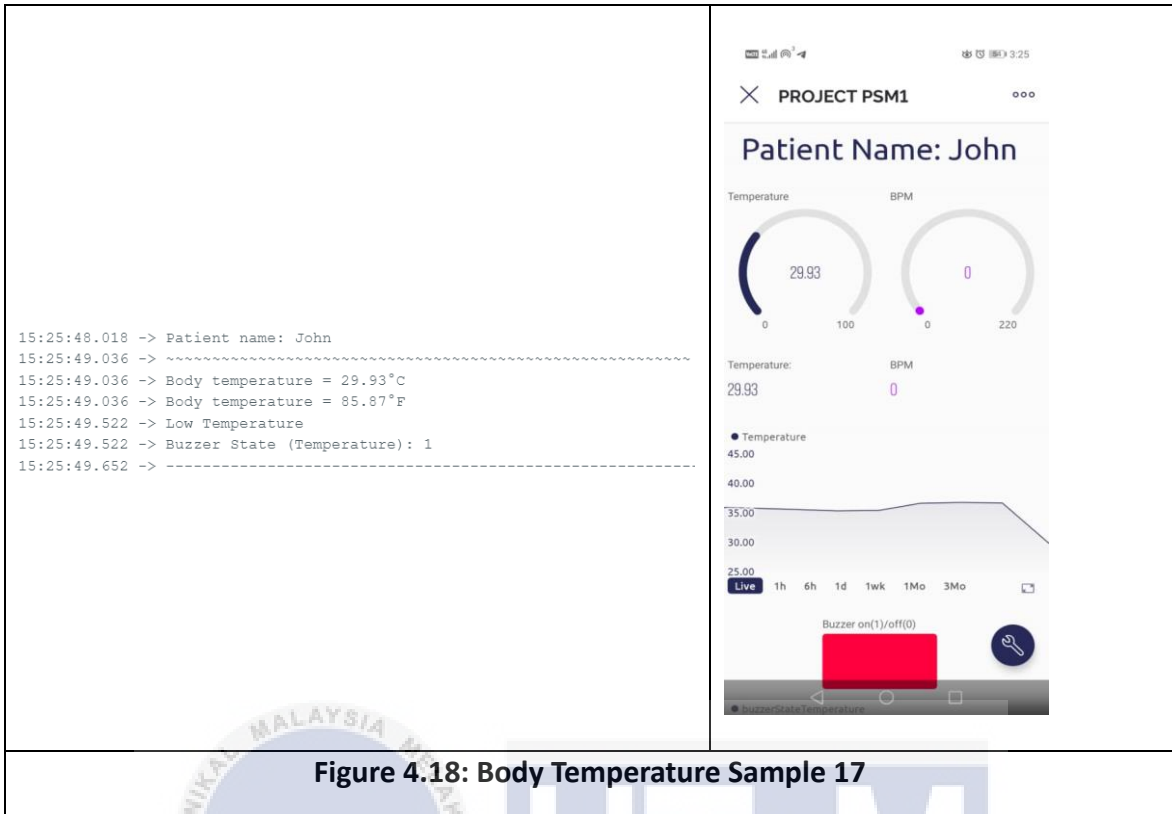 15:25:48.018 -> Patient name: John
15:25:49.036 -> ~~~~~~~~~~~~~~~~~~~~~~~~~~~~~~~~~~~~~~~~~~~~~~~~~~~~~~~~~
15:25:49.036 -> Body temperature = 29.93°C
15:25:49.036 -> Body temperature = 85.87°F
15:25:49.522 -> Low Temperature
15:25:49.522 -> Buzzer State (Temperature): 1
15:25:49.652 -> ---------------------------------------------------------
3:25
PROJECT PSM1
Patient Name: John
Temperature BPM
29.93 0
0 100 0 220
Temperature: BPM
29.93 0
Temperature
45.00
40.00
35.00
30.00
25.00
Live 1h 6h 1d 1wk 1Mo 3Mo
Buzzer on(1)/off(0)
buzzerStateTemperature
MALAYSIA
Figure 4.18: Body Temperature Sample 17